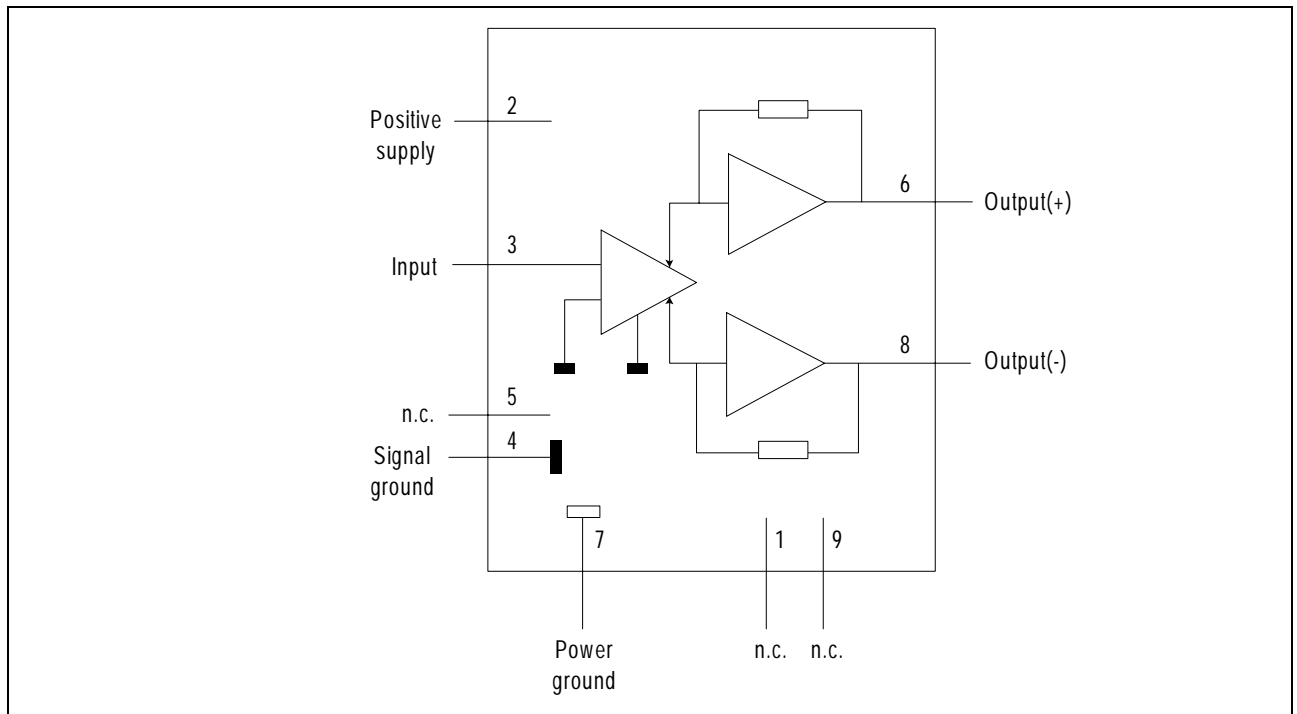 2
Positive
supply
6
Output(+)
3
Input
8
Output(-)
5
n.c.
4
Signal
ground
7
1
9
Power
ground
n.c.
n.c.